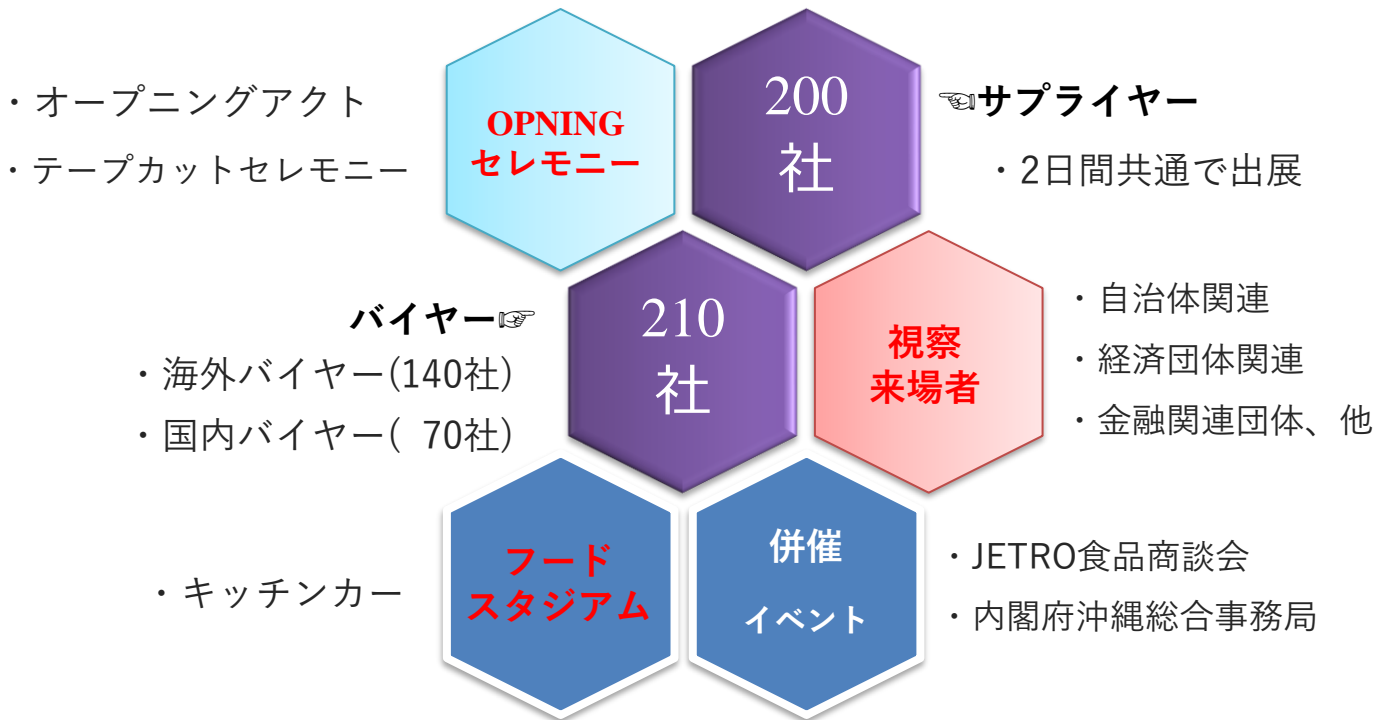 ・オープニングアクト
・テープカットセレモニー
OPNING
セレモニー
200
社
☜サプライヤー
・2日間共通で出展
バイヤー☞
・海外バイヤー(140社)
・国内バイヤー( 70社)
210
社
視察
来場者
・自治体関連
・経済団体関連
・金融関連団体、他
・キッチンカー
フード
スタジアム
併催
イベント
・JETRO食品商談会
・内閣府沖縄総合事務局